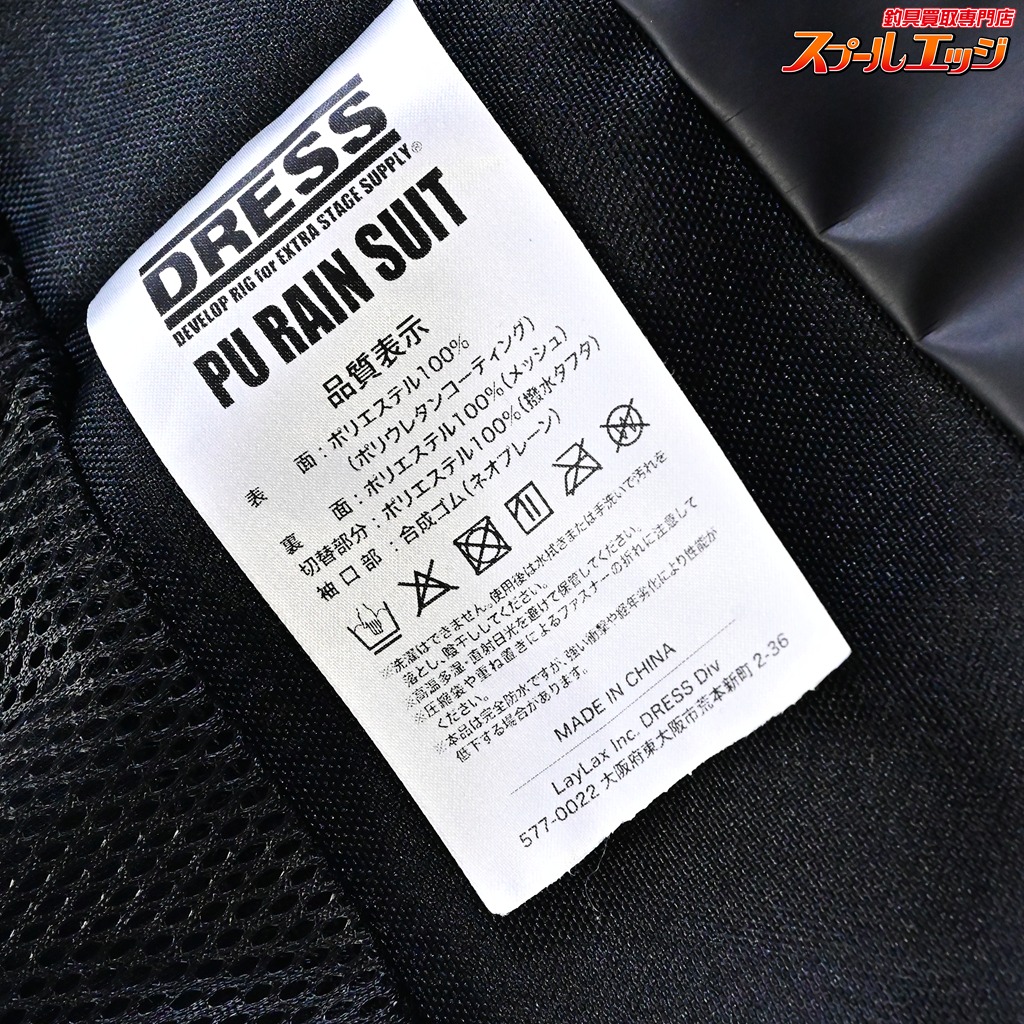 釣具買取専門店
スプールエッジ
DRESS
DEVELOP RIG for EXTRA STAGE SUPPLY®
PU RAIN SUIT
品質表示
表 面：ポリエステル100%
(ポリウレタンコーティング)
裏 面：ポリエステル100%(メッシュ)
切替部分：ポリエステル100%(撥水タフタ)
袖口部：合成ゴム(ネオプレーン)
※洗濯はできません。使用後は水拭きまたは手洗いで汚れを
落とし、陰干ししてください。
※高温多湿・直射日光を避けて保管してください。
※圧縮袋や重ね置きによるファスナーの折れに注意して
ください。
※本品は完全防水ですが、強い衝撃や経年劣化により性能が
低下する場合があります。
MADE IN CHINA
LayLax Inc. DRESS Div
577-0022 大阪府東大阪市荒本新町 2-36